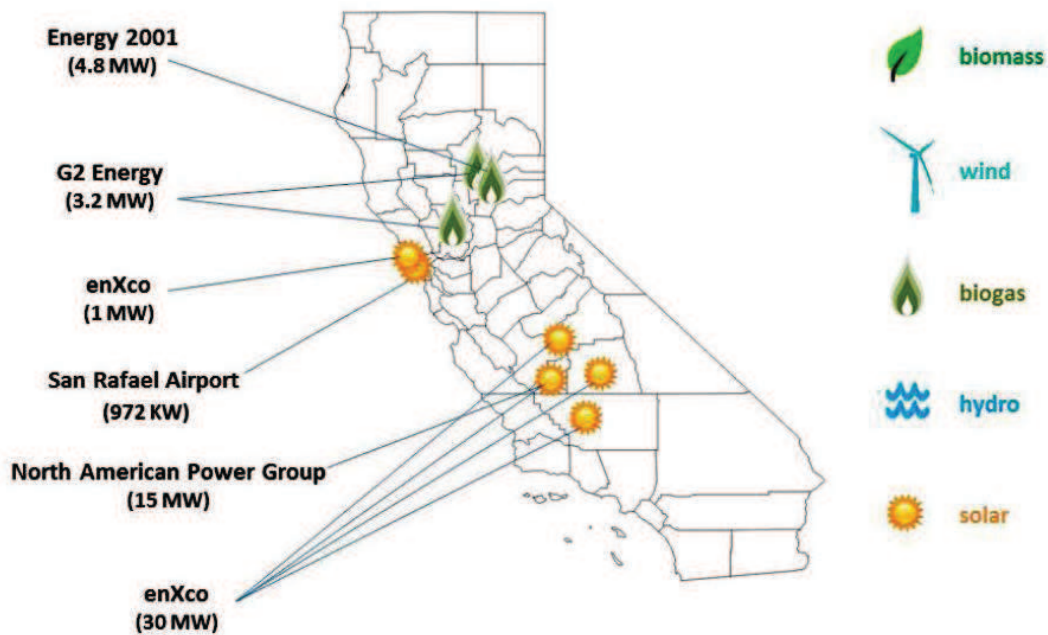 Energy 2001
(4.8 MW)
G2 Energy
(3.2 MW)
enXco
(1 MW)
San Rafael Airport
(972 KW)
North American Power Group
(15 MW)
enXco
(30 MW)
biomass
wind
biogas
hydro
solar